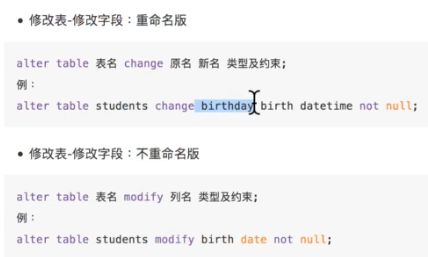 • 修改表-修改字段：重命名版
alter table 表名 change 原名 新名 类型及约束;
例：
alter table students change birthday birth datetime not null;
• 修改表-修改字段：不重命名版
alter table 表名 modify 列名 类型及约束;
例：
alter table students modify birth date not null;